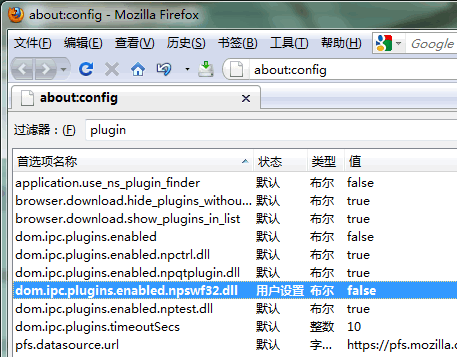 about:config - Mozilla Firefox
文件(F) 编辑(E) 查看(V) 历史(S) 书签(B) 工具(T) 帮助(H) Google
about:config
about:config
过滤器：(F) plugin
首选项名称 状态 类型 值
application.use_ns_plugin_finder 默认 布尔 false
browser.download.hide_plugins_withou... 默认 布尔 true
browser.download.show_plugins_in_list 默认 布尔 true
dom.ipc.plugins.enabled 默认 布尔 false
dom.ipc.plugins.enabled.npctrl.dll 默认 布尔 true
dom.ipc.plugins.enabled.npqtplugin.dll 默认 布尔 true
dom.ipc.plugins.enabled.npswf32.dll 用户设置 布尔 false
dom.ipc.plugins.enabled.nptest.dll 默认 布尔 true
dom.ipc.plugins.timeoutSecs 默认 整数 10
pfs.datasource.url 默认 字... https://pfs.mozilla.